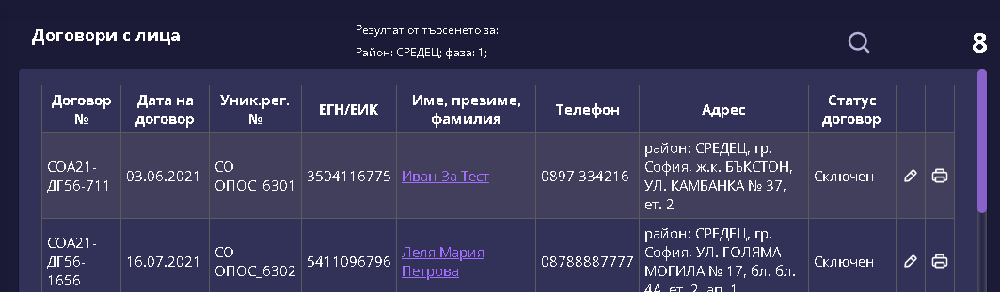 Договори с лица
Резултат от търсенето за:
Район: СРЕДЕЦ; фаза: 1;
8
Договор
№
Дата на
договор
Уник.рег.
№
ЕГН/ЕИК
Име, презиме,
фамилия
Телефон
Адрес
Статус
договор
СОА21-
ДГ56-711
03.06.2021
СО
ОПОС_6301
3504116775
Иван За Тест
0897 334216
район: СРЕДЕЦ, гр.
София, ж.к. БЪКСТОН,
УЛ. КАМБАНКА № 37,
ет. 2
Сключен
СОА21-
ДГ56-
1656
16.07.2021
СО
ОПОС_6302
5411096796
Леля Мария
Петрова
08788887777
район: СРЕДЕЦ, гр.
София, УЛ. ГОЛЯМА
МОГИЛА № 17, бл. бл.
4А, ет. 2, ап. 1
Сключен